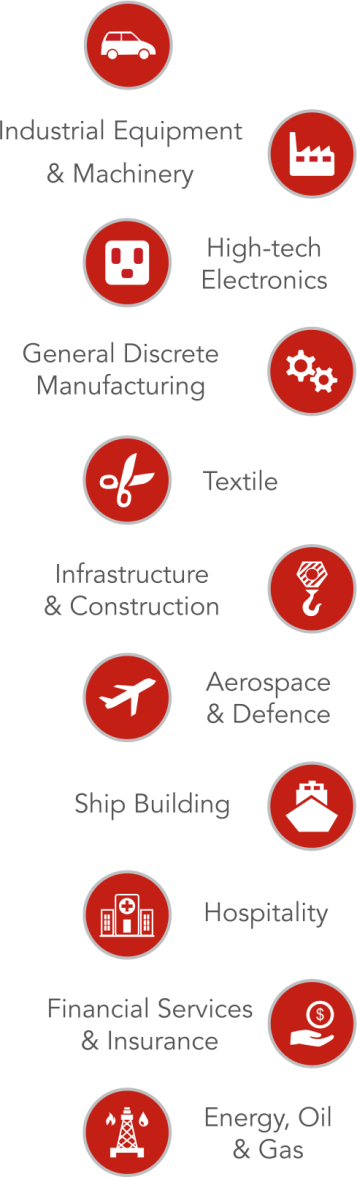 Industrial Equipment
& Machinery
High-tech
Electronics
General Discrete
Manufacturing
Textile
Infrastructure
& Construction
Aerospace
& Defence
Ship Building
Hospitality
Financial Services
& Insurance
$
Energy, Oil
& Gas